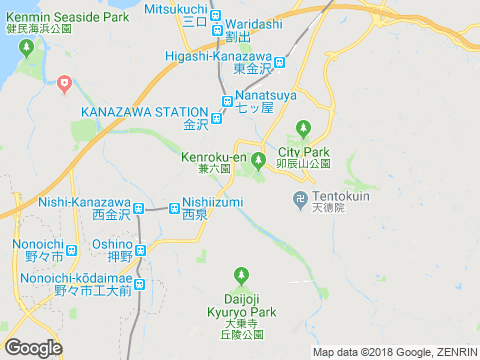 Mitsukuchi
三口
Kenmin Seaside Park
健民海浜公園
Waridashi
割出
Higashi-Kanazawa
東金沢
Nanatsuya
七ッ屋
KANAZAWA STATION
金沢
City Park
卯辰山公園
Kenroku-en
兼六園
Tentokuin
天徳院
Nishi-Kanazawa
西金沢
Nishiizumi
西泉
Nonoichi
野々市
Oshino
押野
Nonoichi-kōdaimae
野々市工大前
Daijoji
Kyuryo Park
大乗寺
丘陵公園
Google
Map data ©2018 Google, ZENRIN